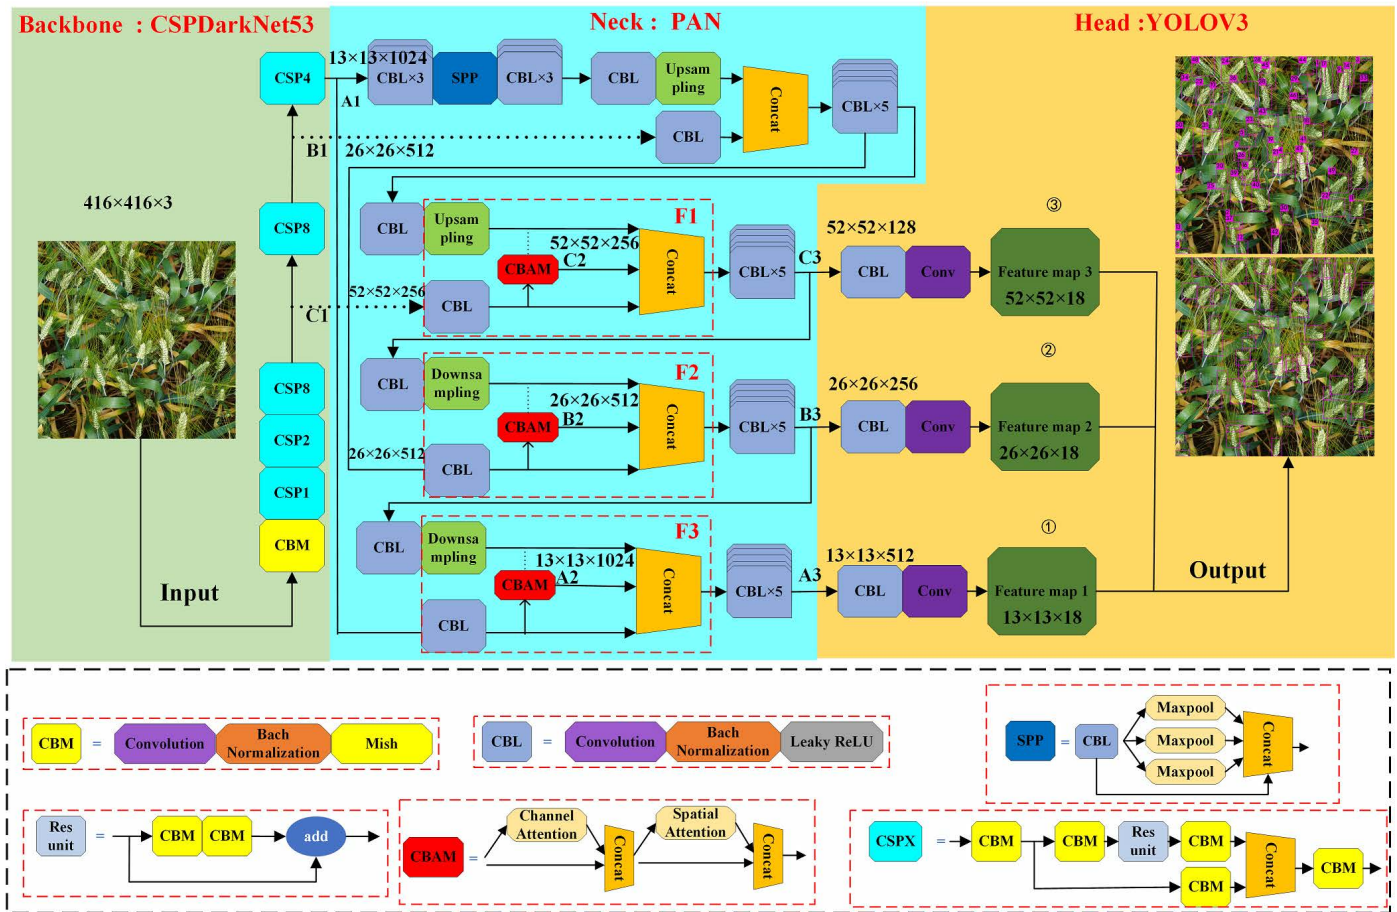 Backbone : CSPDarkNet53
Neck : PAN
Head :YOLOV3
CSP4
13×13×1024
CBL×3
SPP
CBL×3
CBL
Upsam
pling
Concat
CBL×5
A1
B1
26×26×512
CBL
416×416×3
CSP8
CBL
Upsam
pling
F1
52×52×256
C2
CBAM
Concat
CBL×5
C3
52×52×128
CBL
Conv
③
Feature map 3
52×52×18
52×52×256
C1
CBL
CSP8
CSP2
CSP1
CBM
Input
CBL
Downsa
mpling
F2
26×26×512
B2
CBAM
Concat
CBL×5
B3
26×26×256
CBL
Conv
②
Feature map 2
26×26×18
26×26×512
CBL
CBL
Downsa
mpling
F3
13×13×1024
A2
CBAM
Concat
CBL×5
A3
13×13×512
CBL
Conv
①
Feature map 1
13×13×18
CBL
Output
CBM = Convolution Bach
Normalization Mish
CBL = Convolution Bach
Normalization Leaky ReLU
SPP = CBL Maxpool
Maxpool
Maxpool
Concat
Res
unit = CBM CBM add
CBAM = Channel
Attention Concat Spatial
Attention Concat
CSPX = CBM CBM Res
unit CBM
CBM Concat CBM